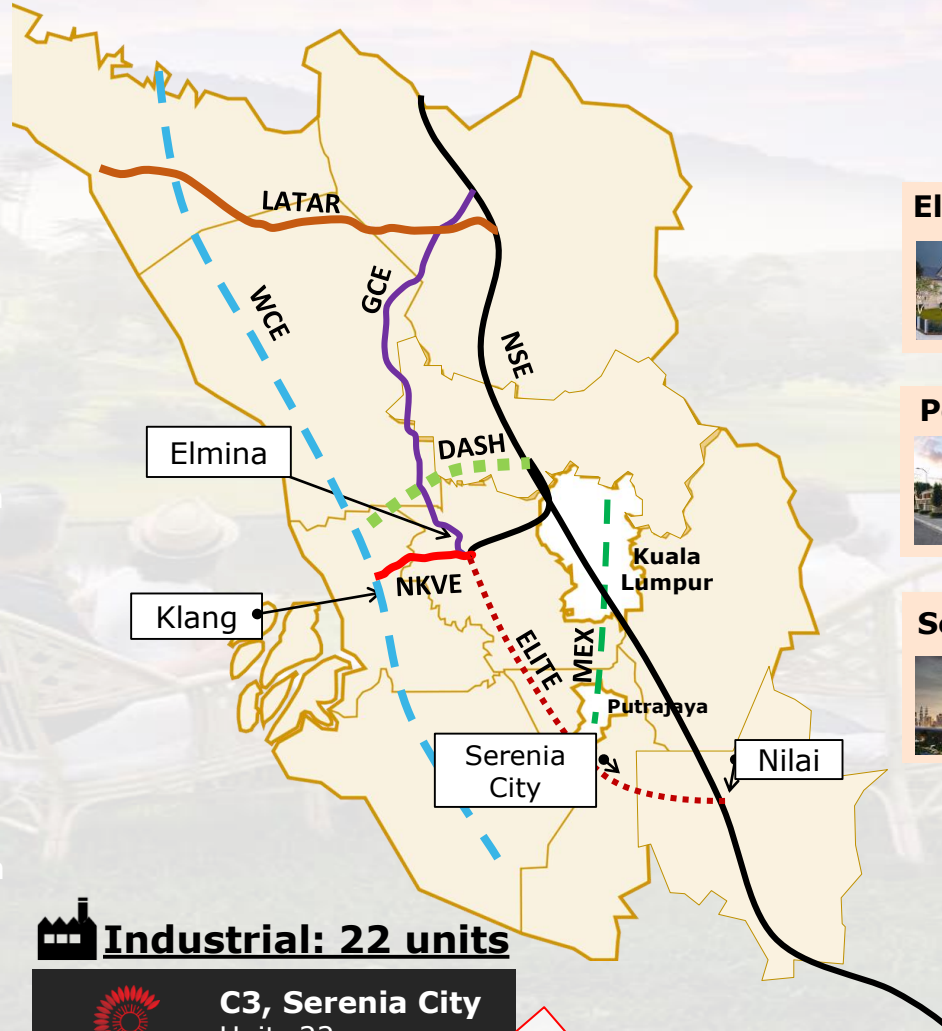 LATAR
GCE
WCE
NSE
El
P
Elmina
DASH
Kuala
Lumpur
NKVE
Klang
ELITE
MEX
Se
Putrajaya
Serenia
City
Nilai
Industrial: 22 units
C3, Serenia City